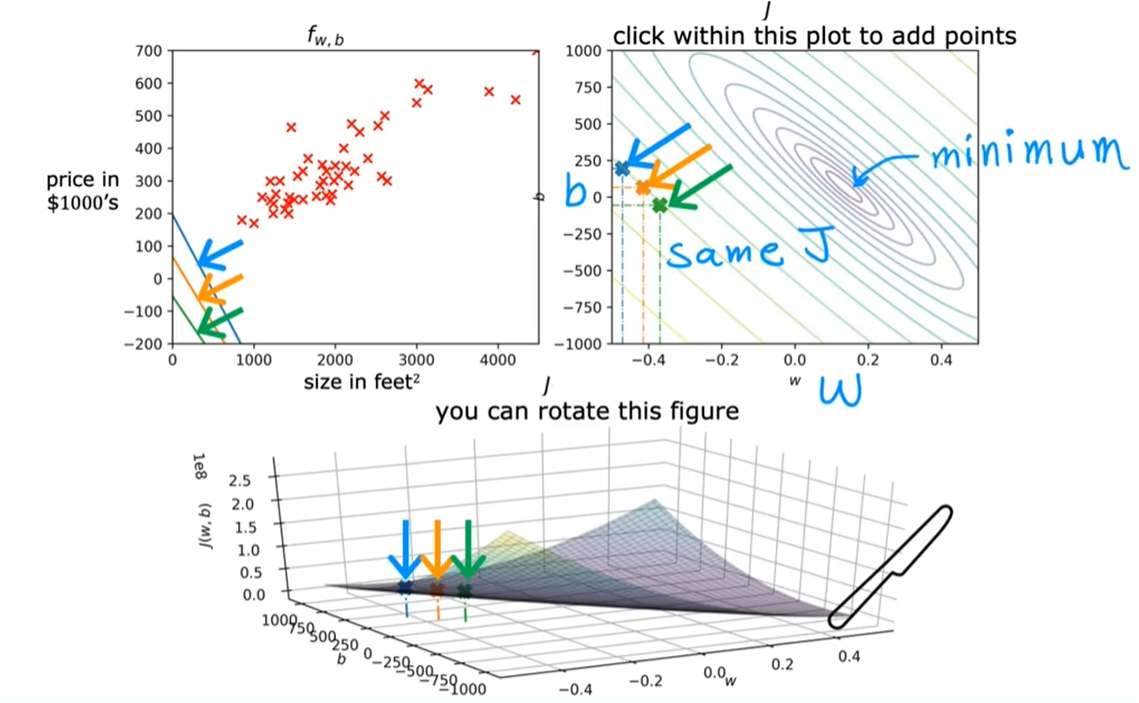 f_{w,b}
700
600
500
400
300
200
100
0
−100
−200
price in
$1000's
0 1000 2000 3000 4000
size in feet²
J
click within this plot to add points
1000
750
500
250
0
−250
−500
−750
−1000
b
b
minimum
same J
−0.4 −0.2 0.0 0.2 0.4
w
W
J
you can rotate this figure
1e8
J(w,b)
2.5
2.0
1.5
1.0
0.5
0.0
1000 750 500 250 0 −250 −500 −750 −1000
b
−0.4 −0.2 0.0 0.2 0.4
w